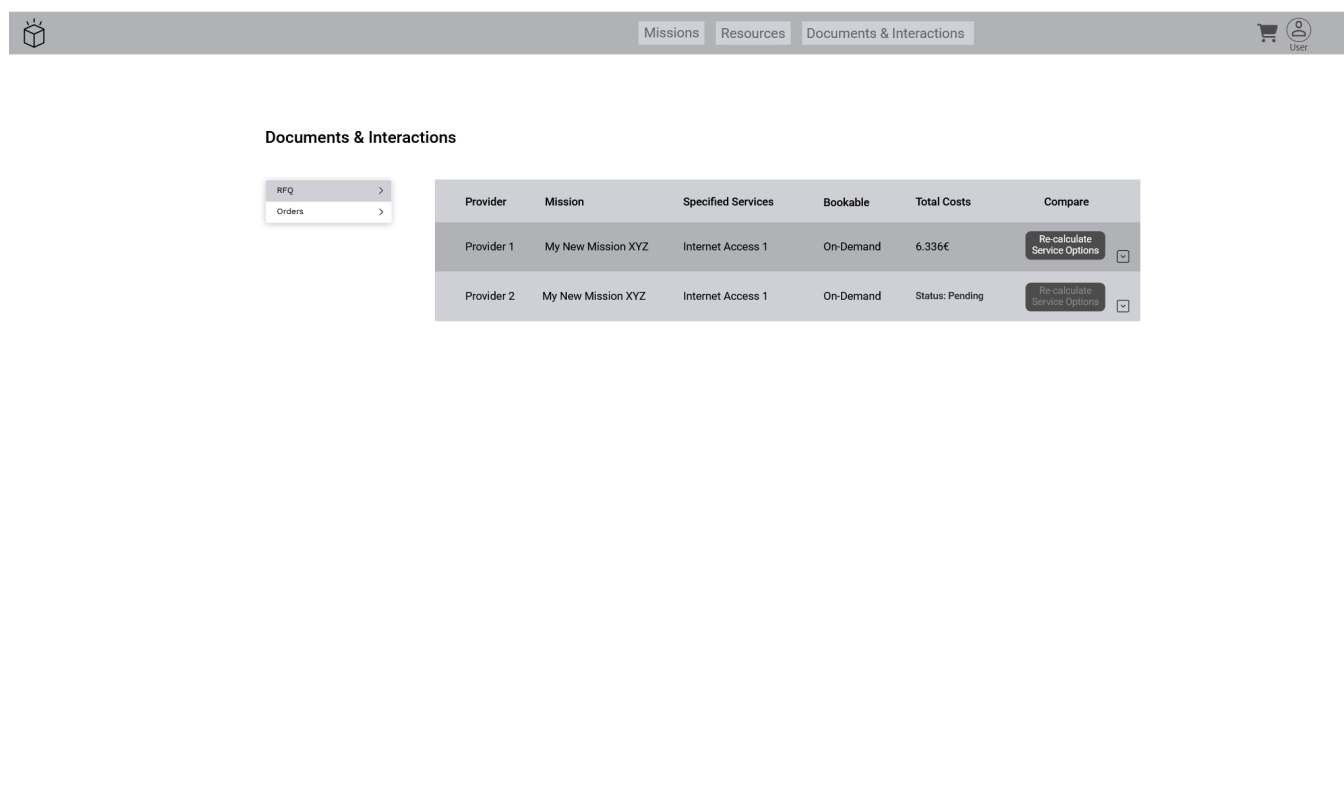 Missions Resources Documents & Interactions
User
Documents & Interactions
RFQ
Orders
Provider Mission Specified Services Bookable Total Costs Compare
Provider 1 My New Mission XYZ Internet Access 1 On-Demand 6.336€ Re-calculate
Service Options
Provider 2 My New Mission XYZ Internet Access 1 On-Demand Status: Pending Re-calculate
Service Options